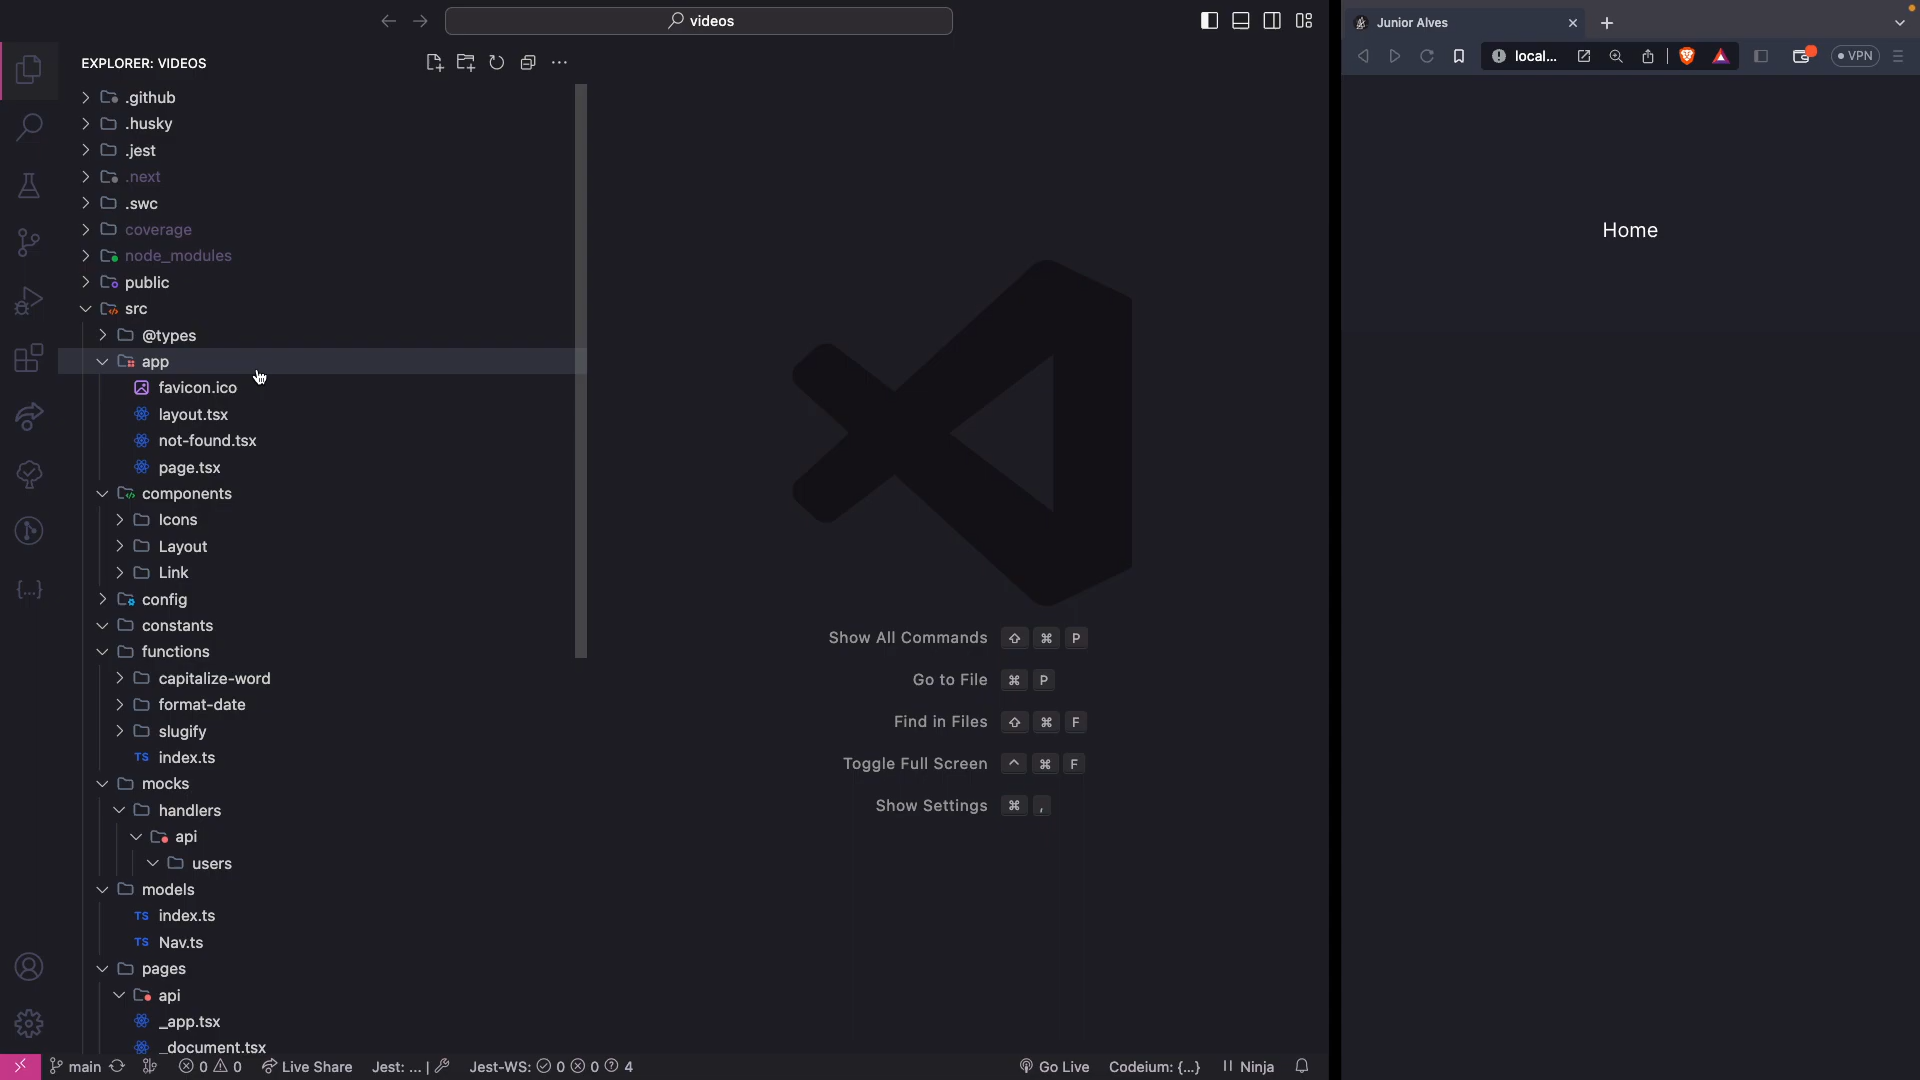 videos
EXPLORER: VIDEOS
.github
.husky
.jest
.next
.swc
coverage
node_modules
public
src
@types
app
favicon.ico
layout.tsx
not-found.tsx
page.tsx
components
Icons
Layout
Link
config
constants
functions
capitalize-word
format-date
slugify
TS index.ts
mocks
handlers
api
users
models
TS index.ts
TS Nav.ts
pages
api
_app.tsx
_document.tsx
Show All Commands ⇧ ⌘ P
Go to File ⌘ P
Find in Files ⇧ ⌘ F
Toggle Full Screen ^ ⌘ F
Show Settings ⌘ ,
main 0 0 Live Share Jest: ... | Jest-WS: 0 0 4 Go Live Codeium: {...} Ninja
Junior Alves
local...
VPN
Home